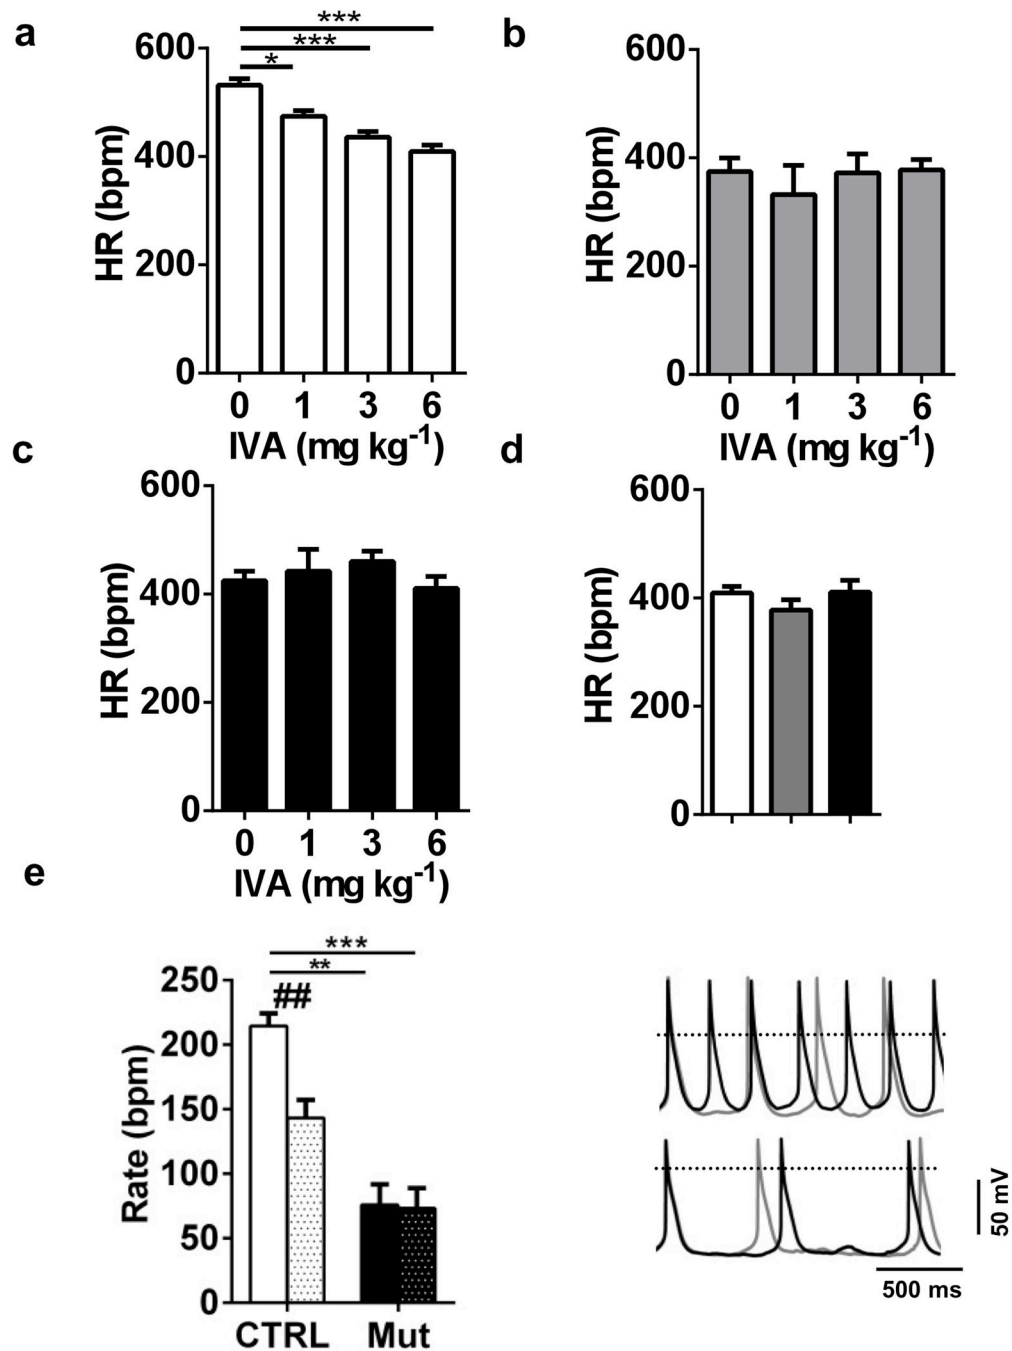 a
***
***
*
600
400
200
0
HR (bpm)
0 1 3 6
IVA (mg kg-1)
b
600
400
200
0
HR (bpm)
0 1 3 6
IVA (mg kg-1)
c
600
400
200
0
HR (bpm)
0 1 3 6
IVA (mg kg-1)
d
600
400
200
0
HR (bpm)
e
***
**
##
250
200
150
100
50
0
Rate (bpm)
CTRL Mut
50 mV
500 ms